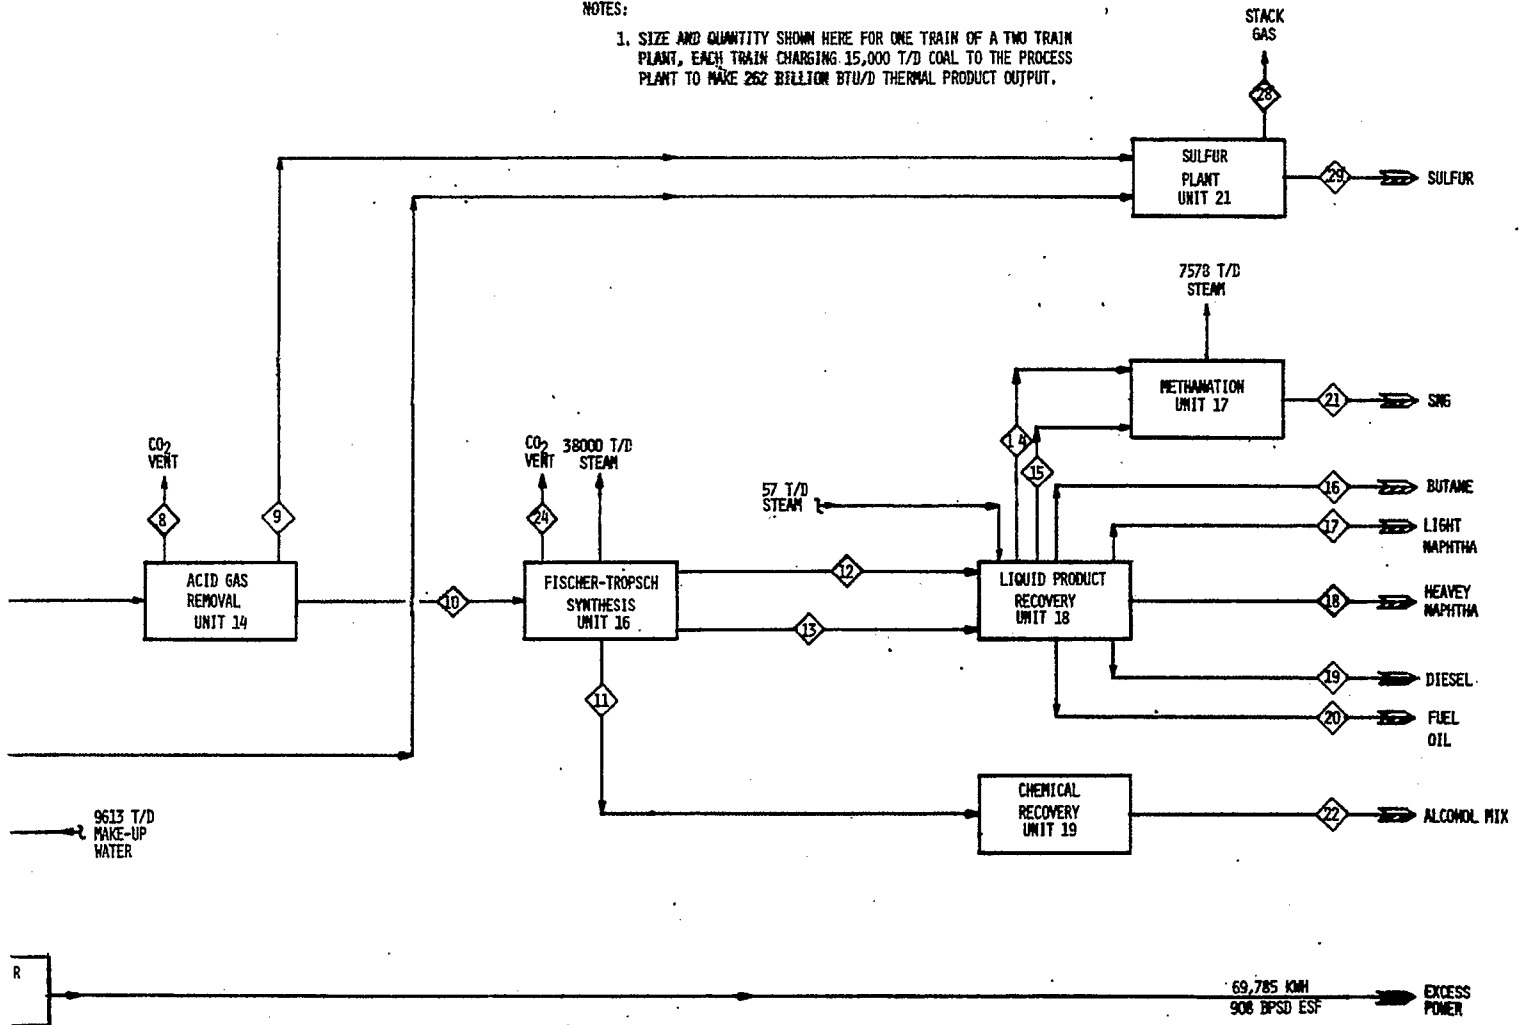 NOTES:
1. SIZE AND QUANTITY SHOWN HERE FOR ONE TRAIN OF A TWO TRAIN
PLANT, EACH TRAIN CHARGING 15,000 T/D COAL TO THE PROCESS
PLANT TO MAKE 262 BILLION BTU/D THERMAL PRODUCT OUTPUT.
STACK
GAS
28
SULFUR
PLANT
UNIT 21
29
SULFUR
7578 T/D
STEAM
METHANATION
UNIT 17
21
SNG
14
15
CO2
VENT
8
9
CO2
VENT
24
38000 T/D
STEAM
57 T/D
STEAM
16
BUTANE
17
LIGHT
NAPHTHA
ACID GAS
REMOVAL
UNIT 14
10
FISCHER-TROPSCH
SYNTHESIS
UNIT 16
12
13
LIQUID PRODUCT
RECOVERY
UNIT 18
18
HEAVEY
NAPHTHA
11
19
DIESEL
20
FUEL
OIL
CHEMICAL
RECOVERY
UNIT 19
22
ALCOHOL MIX
9613 T/D
MAKE-UP
WATER
R
69,785 KWH
908 BPSD ESF
EXCESS
POWER